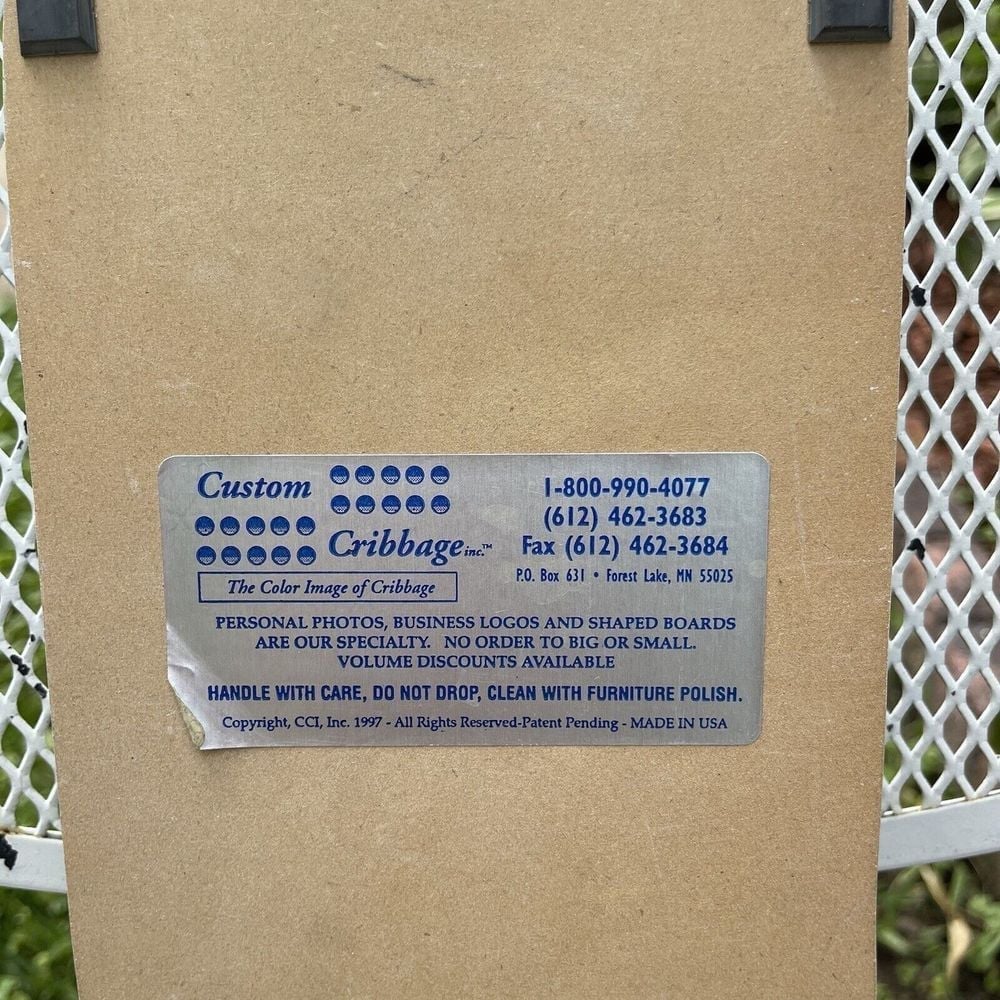 Custom
Cribbage inc.™
The Color Image of Cribbage
1-800-990-4077
(612) 462-3683
Fax (612) 462-3684
P.O. Box 631 • Forest Lake, MN 55025
PERSONAL PHOTOS, BUSINESS LOGOS AND SHAPED BOARDS
ARE OUR SPECIALTY. NO ORDER TO BIG OR SMALL.
VOLUME DISCOUNTS AVAILABLE
HANDLE WITH CARE, DO NOT DROP, CLEAN WITH FURNITURE POLISH.
Copyright, CCI, Inc. 1997 - All Rights Reserved-Patent Pending - MADE IN USA